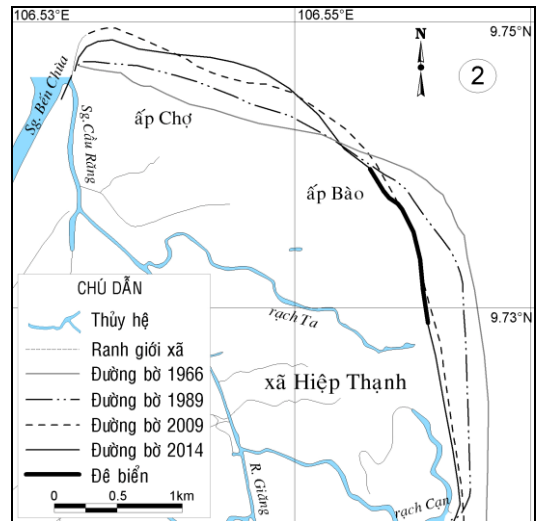 106.53°E
106.55°E
9.75°N
N
2
Sg. Bến Chùa
Sg.Cầu Răng
ấp Chợ
ấp Bào
9.73°N
rạch Ta
xã Hiệp Thạnh
R. Giăng
rạch Cạn
CHÚ DẪN
Thủy hệ
Ranh giới xã
Đường bờ 1966
Đường bờ 1989
Đường bờ 2009
Đường bờ 2014
Đê biển
0 0.5 1km